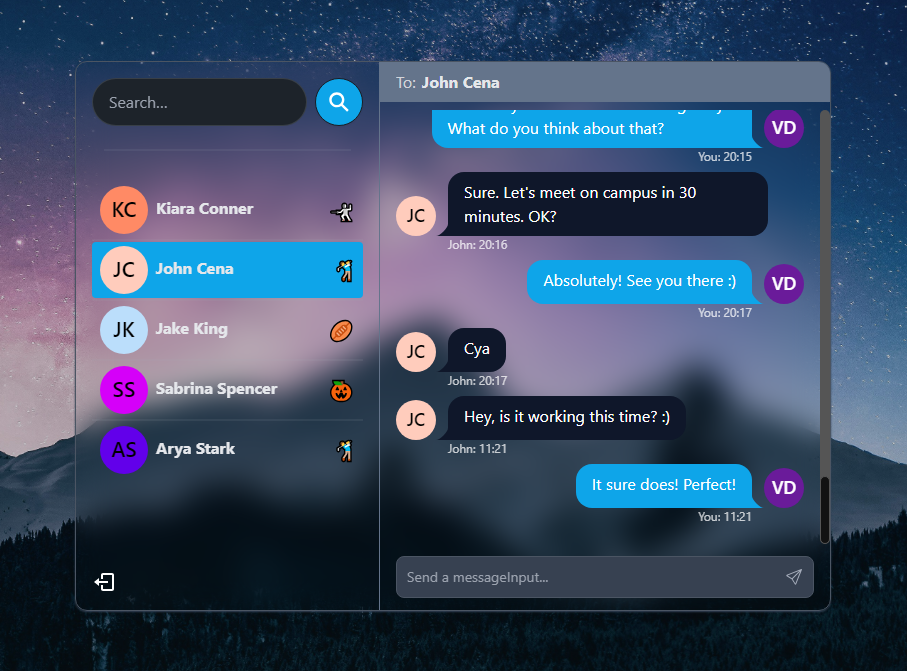 Search...
KC Kiara Conner
JC John Cena
JK Jake King
SS Sabrina Spencer
AS Arya Stark
To: John Cena
What do you think about that?
VD
You: 20:15
Sure. Let's meet on campus in 30
minutes. OK?
JC
John: 20:16
Absolutely! See you there :)
VD
You: 20:17
JC
Cya
John: 20:17
JC
Hey, is it working this time? :)
John: 11:21
It sure does! Perfect!
VD
You: 11:21
Send a messageInput...